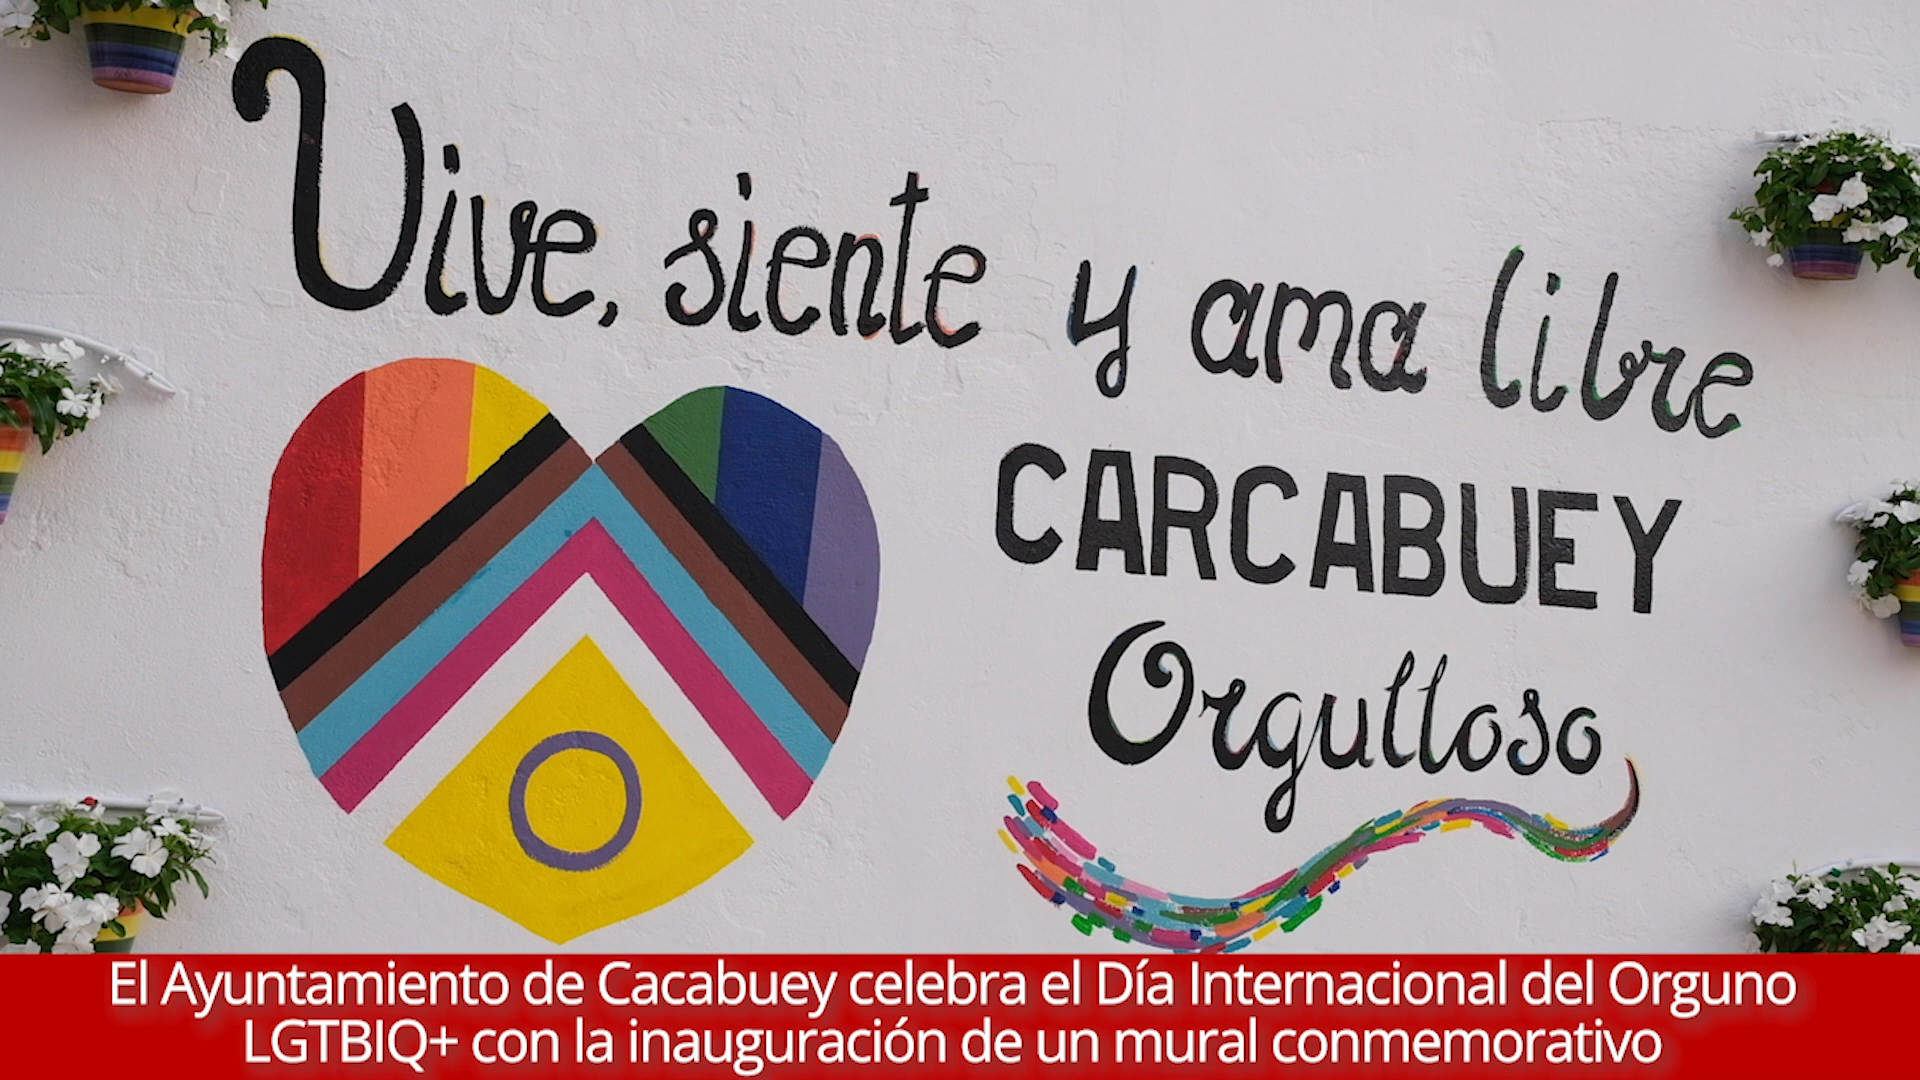 Vive, siente y ama libre
CARCABUEY
Orgulloso
El Ayuntamiento de Cacabuey celebra el Día Internacional del Orguno
LGTBIQ+ con la inauguración de un mural conmemorativo